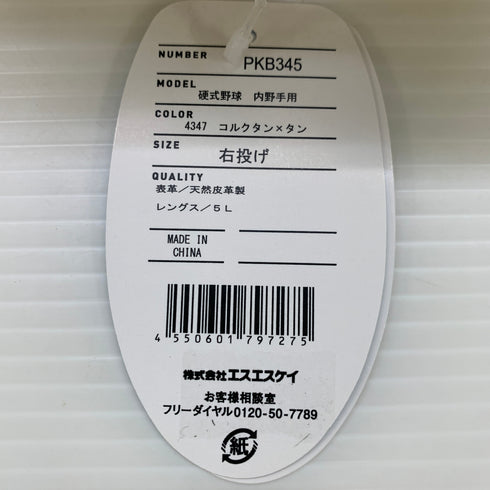 NUMBER PKB345
MODEL
硬式野球 内野手用
COLOR
4347 コルクタン×タン
SIZE
右投げ
QUALITY
表革／天然皮革製
レングス／5L
MADE IN
CHINA
4 550601 797275
株式会社エスエスケイ
お客様相談室
フリーダイヤル0120-50-7789
紙